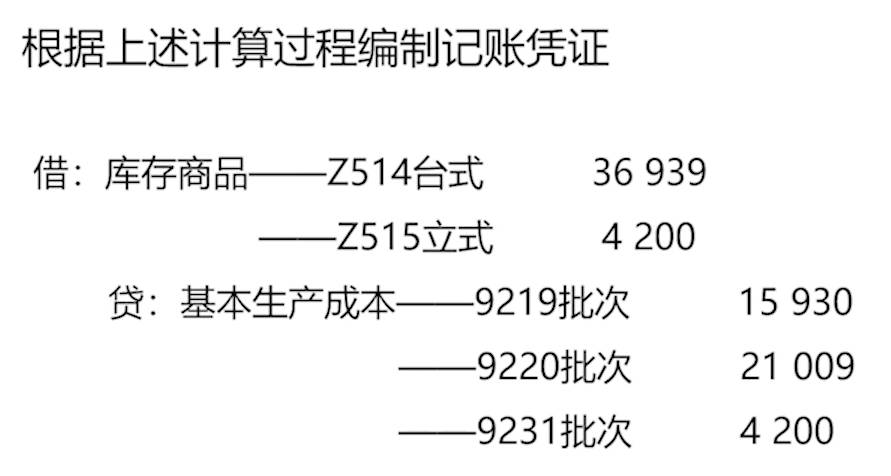 根据上述计算过程编制记账凭证
借：库存商品——Z514台式 36 939
——Z515立式 4 200
贷：基本生产成本——9219批次 15 930
——9220批次 21 009
——9231批次 4 200